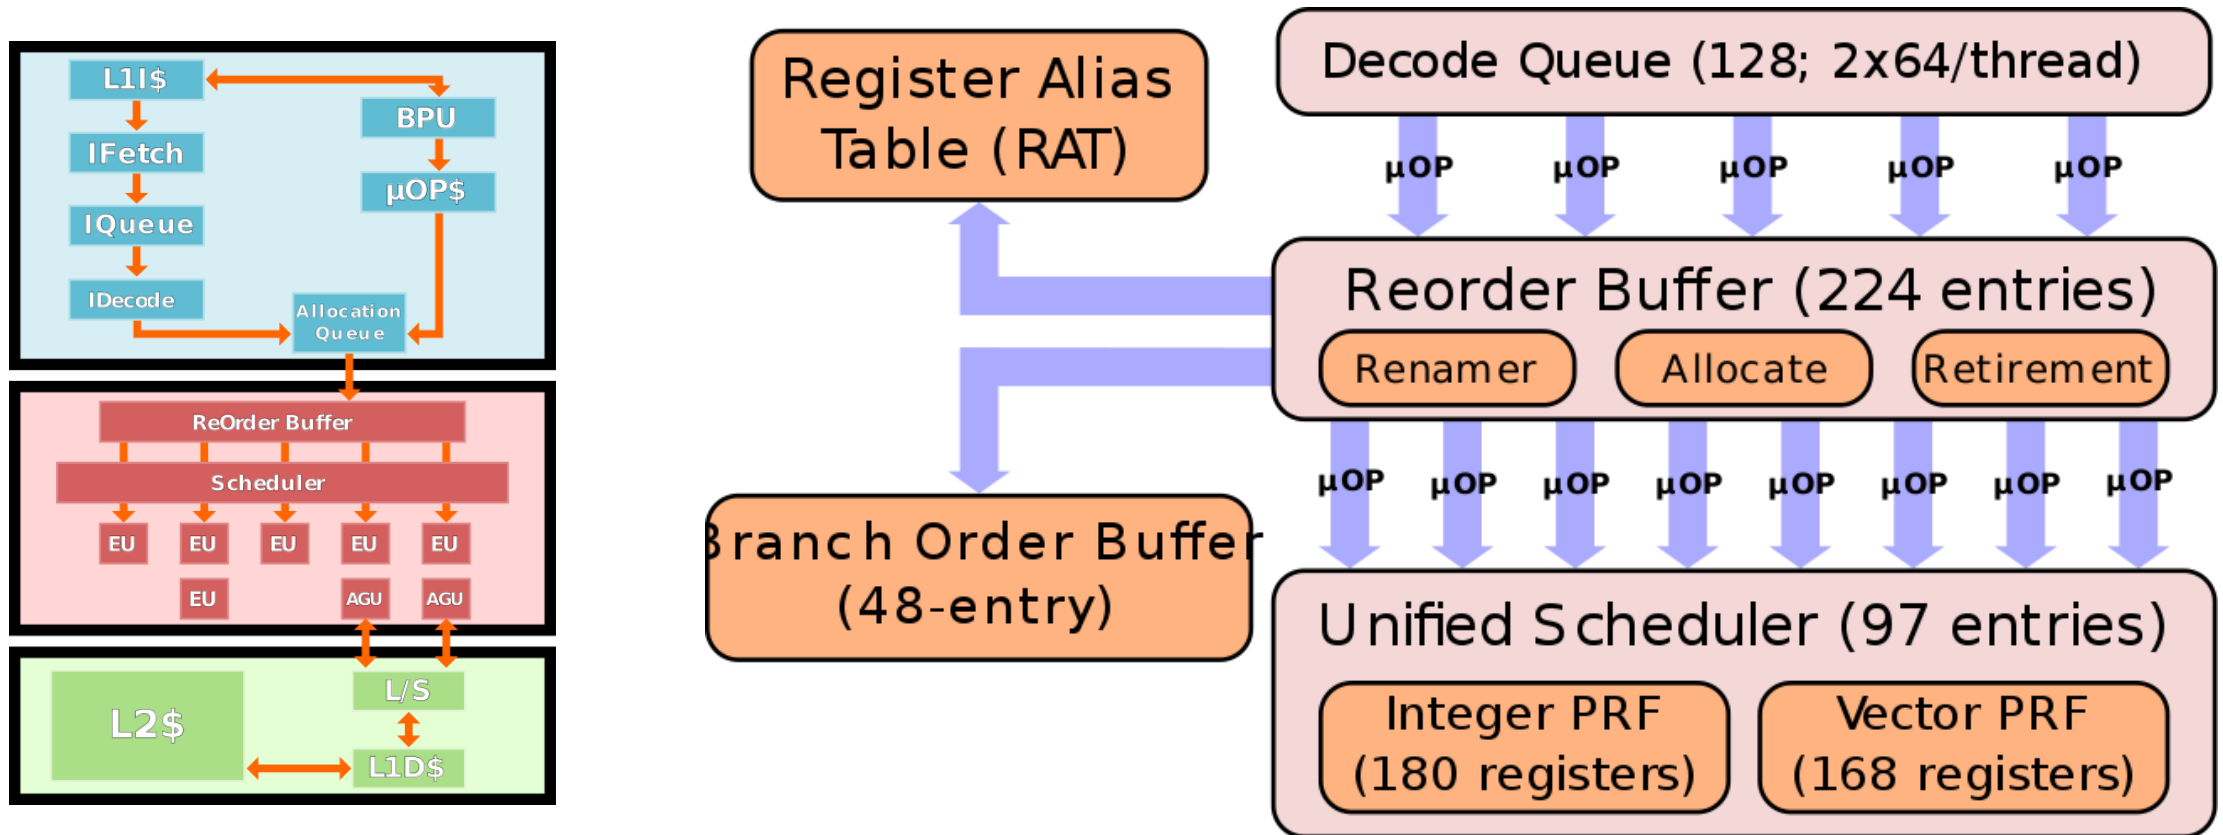 L1I$
BPU
IFetch
µOP$
IQueue
IDecode
Allocation
Queue
ReOrder Buffer
Scheduler
EU EU EU EU EU
EU AGU AGU
L/S
L2$
L1D$
Register Alias
Table (RAT)
Branch Order Buffer
(48-entry)
Decode Queue (128; 2x64/thread)
µOP µOP µOP µOP µOP
Reorder Buffer (224 entries)
Renamer Allocate Retirement
µOP µOP µOP µOP µOP µOP µOP µOP
Unified Scheduler (97 entries)
Integer PRF
(180 registers)
Vector PRF
(168 registers)